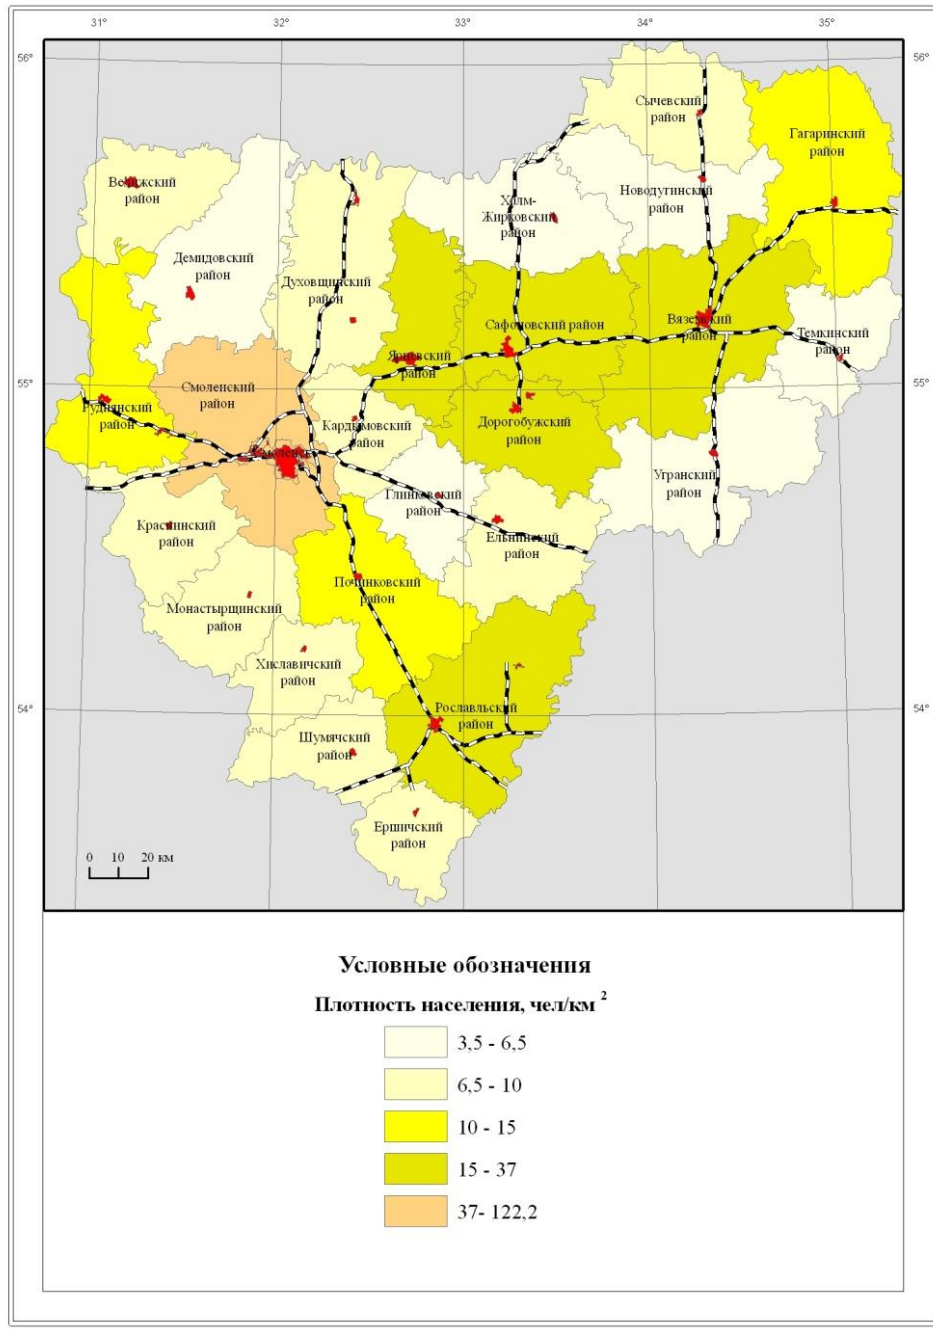 31°
32°
33°
34°
35°
56°
56°
Сычевский
район
Гагаринский
район
Велижский
район
Новодугинский
район
Холм-
Жирковский
район
Демидовский
район
Духовщинский
район
Сафоновский район
Вяземский
район
Темкинский
район
Ярцевский
район
55°
55°
Смоленский
район
Руднянский
район
Кардымовский
район
Дорогобужский
район
Смоленск
Угранский
район
Глинковский
район
Краснинский
район
Ельнинский
район
Починковский
район
Монастырщинский
район
Хиславичский
район
54°
54°
Рославльский
район
Шумячский
район
Ершичский
район
0 10 20 км
Условные обозначения
Плотность населения, чел/км 2
3,5 - 6,5
6,5 - 10
10 - 15
15 - 37
37- 122,2